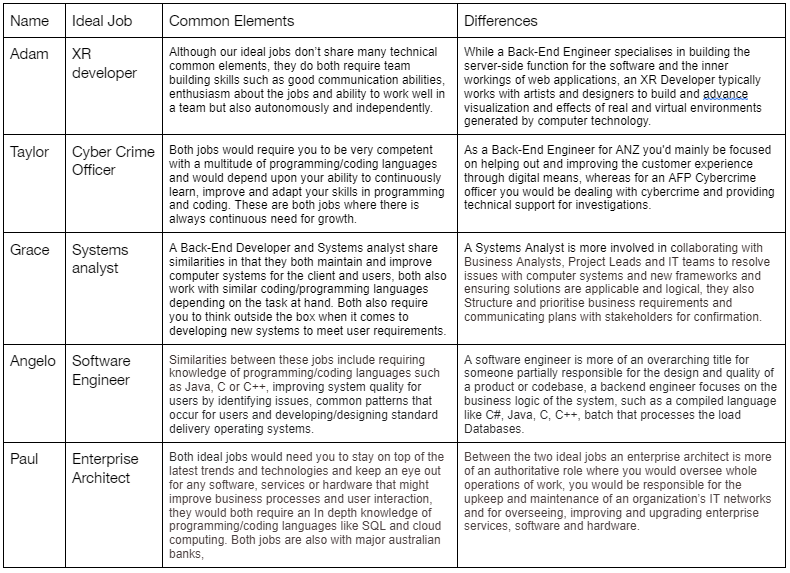 Name Ideal Job Common Elements Differences
Adam
XR
developer
Although our ideal jobs don't share many technical
common elements, they do both require team
building skills such as good communication abilities,
enthusiasm about the jobs and ability to work well in
a team but also autonomously and independently.
While a Back-End Engineer specialises in building the
server-side function for the software and the inner
workings of web applications, an XR Developer typically
works with artists and designers to build and advance
visualization and effects of real and virtual environments
generated by computer technology.
Taylor
Cyber Crime
Officer
Both jobs would require you to be very competent
with a multitude of programming/coding languages
and would depend upon your ability to continuously
learn, improve and adapt your skills in programming
and coding. These are both jobs where there is
always continuous need for growth.
As a Back-End Engineer for ANZ you'd mainly be focused
on helping out and improving the customer experience
through digital means, whereas for an AFP Cybercrime
officer you would be dealing with cybercrime and providing
technical support for investigations.
Grace
Systems
analyst
A Back-End Developer and Systems analyst share
similarities in that they both maintain and improve
computer systems for the client and users, both also
work with similar coding/programming languages
depending on the task at hand. Both also require
you to think outside the box when it comes to
developing new systems to meet user requirements.
A Systems Analyst is more involved in collaborating with
Business Analysts, Project Leads and IT teams to resolve
issues with computer systems and new frameworks and
ensuring solutions are applicable and logical, they also
Structure and prioritise business requirements and
communicating plans with stakeholders for confirmation.
Angelo
Software
Engineer
Similarities between these jobs include requiring
knowledge of programming/coding languages such
as Java, C or C++, improving system quality for
users by identifying issues, common patterns that
occur for users and developing/designing standard
delivery operating systems.
A software engineer is more of an overarching title for
someone partially responsible for the design and quality of
a product or codebase, a backend engineer focuses on the
business logic of the system, such as a compiled language
like C#, Java, C, C++, batch that processes the load
Databases.
Paul
Enterprise
Architect
Both ideal jobs would need you to stay on top of the
latest trends and technologies and keep an eye out
for any software, services or hardware that might
improve business processes and user interaction,
they would both require an In depth knowledge of
programming/coding languages like SQL and cloud
computing. Both jobs are also with major australian
banks,
Between the two ideal jobs an enterprise architect is more
of an authoritative role where you would oversee whole
operations of work, you would be responsible for the
upkeep and maintenance of an organization's IT networks
and for overseeing, improving and upgrading enterprise
services, software and hardware.